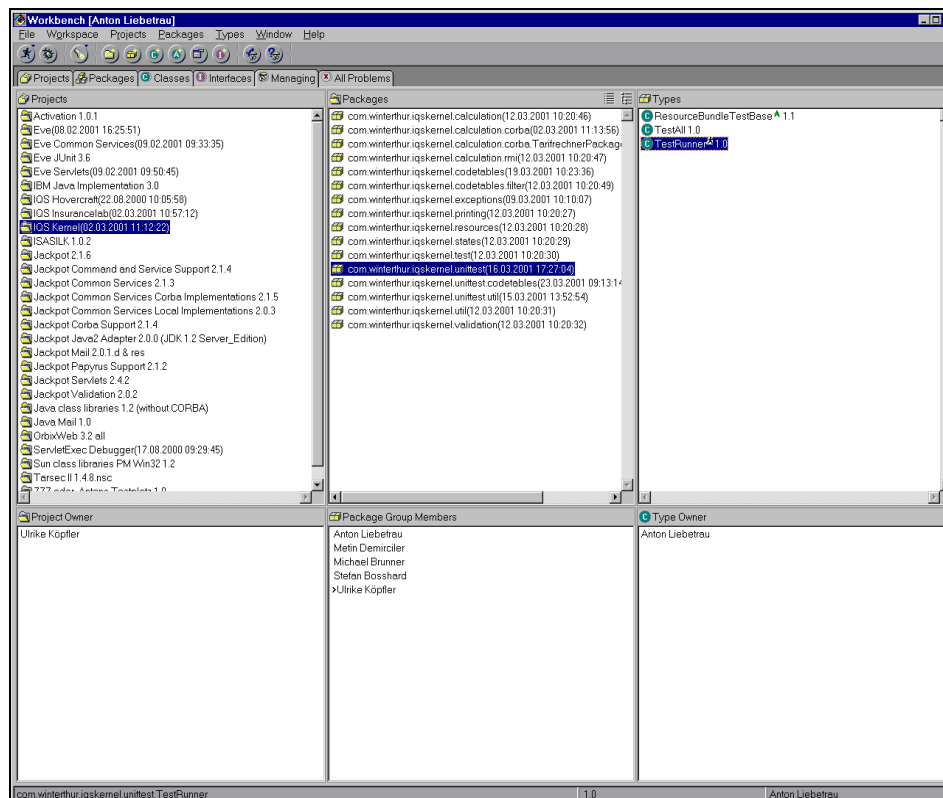 Workbench [Anton Liebetrau]
File Workspace Projects Packages Types Window Help
Projects Packages Classes Interfaces Managing All Problems
Projects
Activation 1.0.1
Eve(08.02.2001 16:25:51)
Eve Common Services(09.02.2001 09:33:35)
Eve JUnit 3.6
Eve Servlets(09.02.2001 09:50:45)
IBM Java Implementation 3.0
IQS Hovercraft(22.08.2000 10:05:58)
IQS Insurancelab(02.03.2001 10:57:12)
IQS Kernel(02.03.2001 11:12:22)
ISASILK 1.0.2
Jackpot 2.1.6
Jackpot Command and Service Support 2.1.4
Jackpot Common Services 2.1.3
Jackpot Common Services Corba Implementations 2.1.5
Jackpot Common Services Local Implementations 2.0.3
Jackpot Corba Support 2.1.4
Jackpot Java2 Adapter 2.0.0 (JDK 1.2 Server_Edition)
Jackpot Mail 2.0.1.d & res
Jackpot Papyrus Support 2.1.2
Jackpot Servlets 2.4.2
Jackpot Validation 2.0.2
Java class libraries 1.2 (without CORBA)
Java Mail 1.0
OrbixWeb 3.2 all
ServletExec Debugger(17.08.2000 09:29:45)
Sun class libraries PM Win32 1.2
Tarsec II 1.4.8.nsc
Packages
com.winterthur.iqskernel.calculation(12.03.2001 10:20:46)
com.winterthur.iqskernel.calculation.corba(02.03.2001 11:13:56)
com.winterthur.iqskernel.calculation.corba.TarifrechnerPackag
com.winterthur.iqskernel.calculation.rmi(12.03.2001 10:20:47)
com.winterthur.iqskernel.codetables(19.03.2001 10:23:36)
com.winterthur.iqskernel.codetables.filter(12.03.2001 10:20:49)
com.winterthur.iqskernel.exceptions(09.03.2001 10:10:07)
com.winterthur.iqskernel.printing(12.03.2001 10:20:27)
com.winterthur.iqskernel.resources(12.03.2001 10:20:28)
com.winterthur.iqskernel.states(12.03.2001 10:20:29)
com.winterthur.iqskernel.test(12.03.2001 10:20:30)
com.winterthur.iqskernel.unittest(16.03.2001 17:27:04)
com.winterthur.iqskernel.unittest.codetables(23.03.2001 09:13:14
com.winterthur.iqskernel.unittest.util(15.03.2001 13:52:54)
com.winterthur.iqskernel.util(12.03.2001 10:20:31)
com.winterthur.iqskernel.validation(12.03.2001 10:20:32)
Types
ResourceBundleTestBase A 1.1
TestAll 1.0
TestRunner 1.0
Project Owner
Ulrike Köpfler
Package Group Members
Anton Liebetrau
Metin Demirciler
Michael Brunner
Stefan Bosshard
>Ulrike Köpfler
Type Owner
Anton Liebetrau
com.winterthur.iqskernel.unittest.TestRunner 1.0 Anton Liebetrau